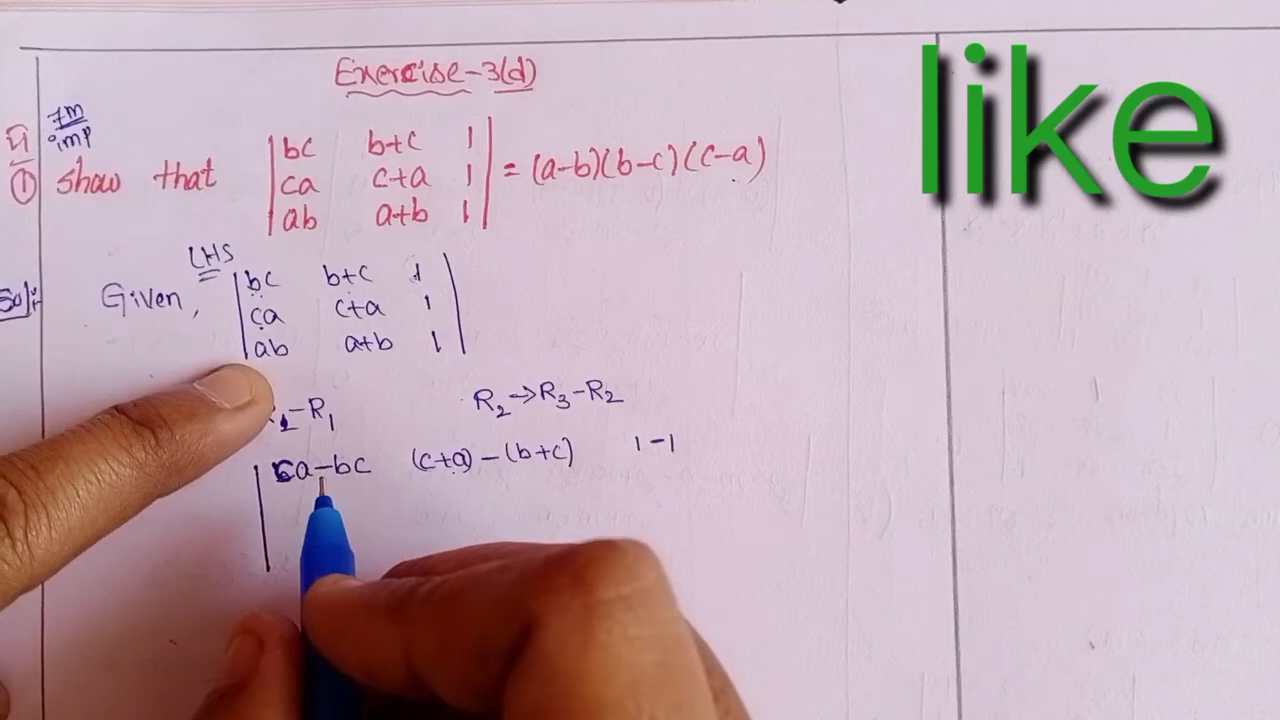 like
Exercise-3(d)
7m
imp
II
① show that | bc b+c 1 | = (a-b)(b-c)(c-a)
ca c+a 1
ab a+b 1
LHS
Sol:- Given, | bc b+c 1 |
ca c+a 1
ab a+b 1
-R₁ R₂→R₃-R₂
| ca-bc (c+a)-(b+c) 1-1